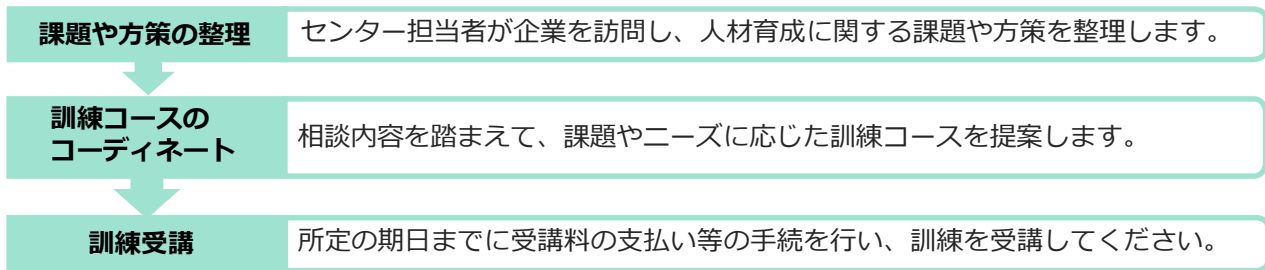 課題や方策の整理
センター担当者が企業を訪問し、人材育成に関する課題や方策を整理します。
訓練コースの
コーディネート
相談内容を踏まえて、課題やニーズに応じた訓練コースを提案します。
訓練受講
所定の期日までに受講料の支払い等の手続を行い、訓練を受講してください。